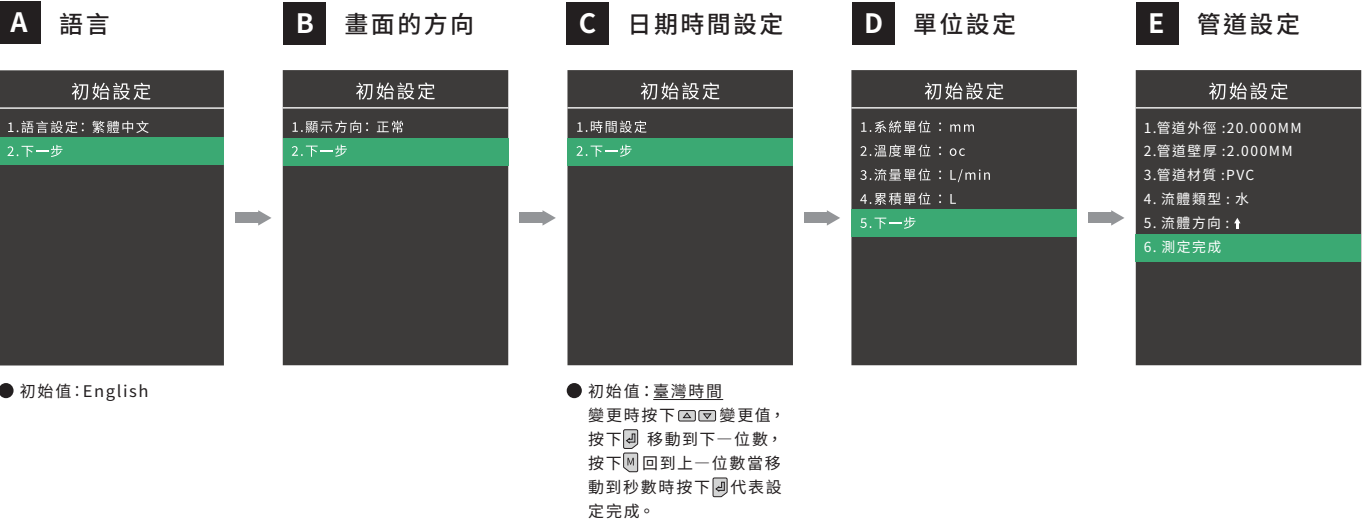 A 語言
初始設定
1.語言設定: 繁體中文
2.下一步
● 初始值:English
B 畫面的方向
初始設定
1.顯示方向: 正常
2.下一步
C 日期時間設定
初始設定
1.時間設定
2.下一步
● 初始值:臺灣時間
變更時按下 變更值,
按下 移動到下一位數,
按下M回到上一位數當移
動到秒數時按下 代表設
定完成。
D 單位設定
初始設定
1.系統單位:mm
2.溫度單位:oc
3.流量單位:L/min
4.累積單位:L
5.下一步
E 管道設定
初始設定
1.管道外徑 :20.000MM
2.管道壁厚 :2.000MM
3.管道材質 :PVC
4. 流體類型 : 水
5. 流體方向 : ⬆
6. 測定完成